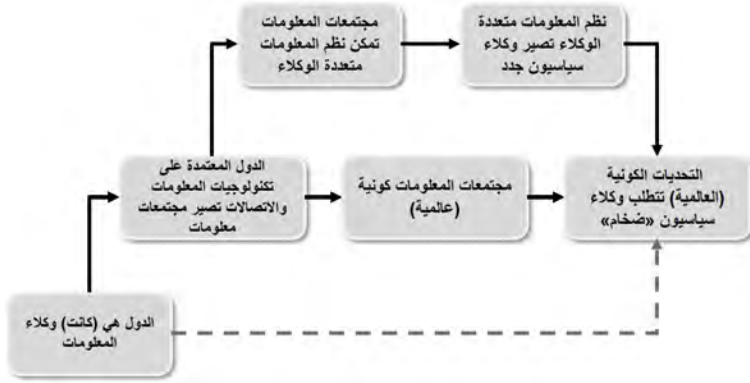 مجتمعات المعلومات
تمكن نظم المعلومات
متعددة الوكلاء
نظم المعلومات متعددة
الوكلاء تصير وكلاء
سياسيون جدد
الدول المعتمدة على
تكنولوجيات المعلومات
والاتصالات تصير مجتمعات
معلومات
مجتمعات المعلومات كونية
(عالمية)
التحديات الكونية
(العالمية) تتطلب وكلاء
سياسيون «ضخام»
الدول هي (كانت) وكلاء
المعلومات